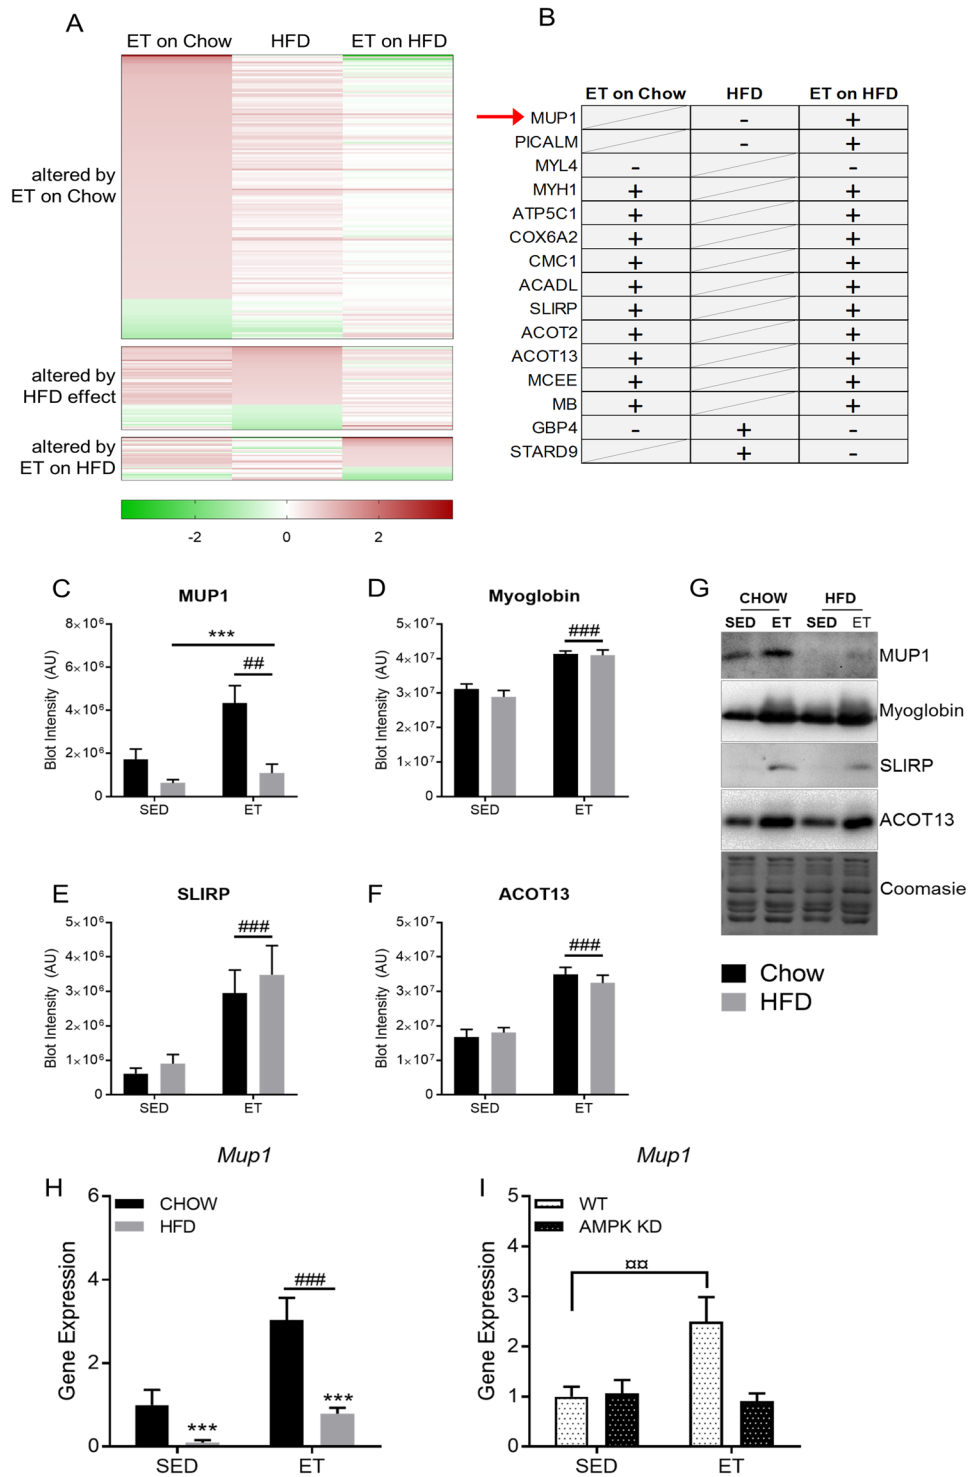 A
ET on Chow HFD ET on HFD
altered by
ET on Chow
altered by
HFD effect
altered by
ET on HFD
-2 0 2
B
ET on Chow HFD ET on HFD
MUP1 - +
PICALM - +
MYL4 - -
MYH1 + +
ATP5C1 + +
COX6A2 + +
CMC1 + +
ACADL + +
SLIRP + +
ACOT2 + +
ACOT13 + +
MCEE + +
MB + +
GBP4 - + -
STARD9 + -
C
MUP1
Blot Intensity (AU)
8×10⁶
6×10⁶
4×10⁶
2×10⁶
0
***
##
SED ET
D
Myoglobin
Blot Intensity (AU)
5×10⁷
4×10⁷
3×10⁷
2×10⁷
1×10⁷
0
###
SED ET
G
CHOW HFD
SED ET SED ET
MUP1
Myoglobin
SLIRP
ACOT13
Coomasie
Chow
HFD
E
SLIRP
Blot Intensity (AU)
5×10⁶
4×10⁶
3×10⁶
2×10⁶
1×10⁶
0
###
SED ET
F
ACOT13
Blot Intensity (AU)
5×10⁷
4×10⁷
3×10⁷
2×10⁷
1×10⁷
0
###
SED ET
H
Mup1
CHOW
HFD
Gene Expression
6
4
2
0
###
***
***
SED ET
I
Mup1
WT
AMPK KD
Gene Expression
5
4
3
2
1
0
¤¤
SED ET